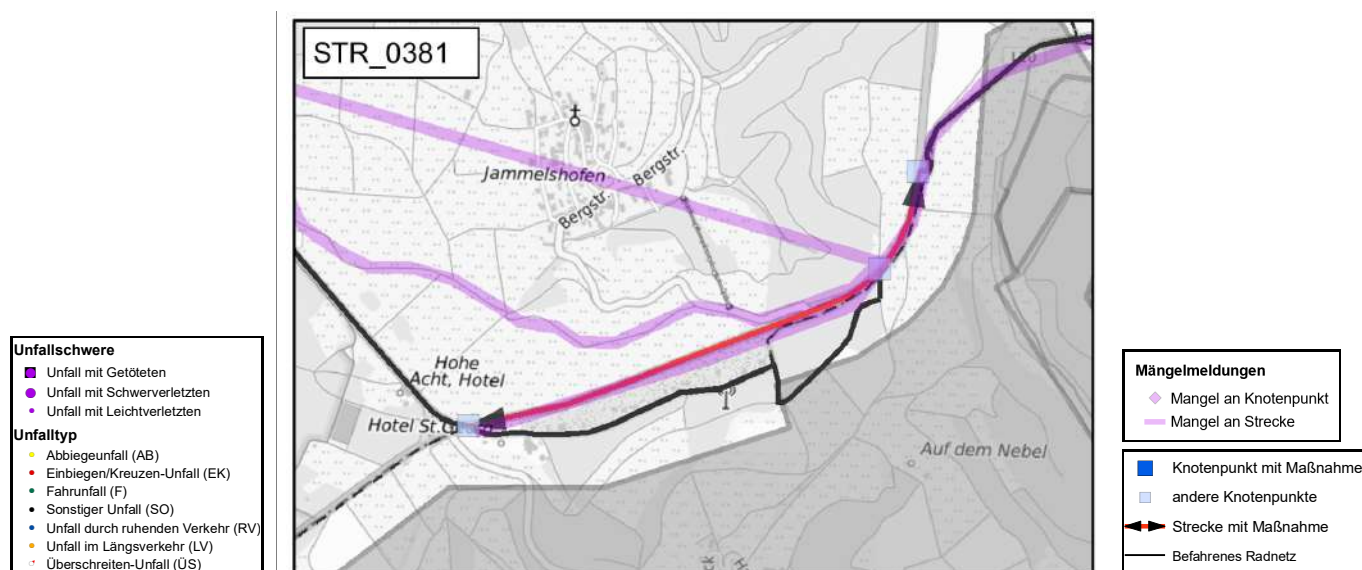 STR_0381
Jammelshofen
Bergstr.
Bergstr.
Hohe
Acht, Hotel
Auf dem Nebel
Unfallschwere
Unfall mit Getöteten
Unfall mit Schwerverletzten
Unfall mit Leichtverletzten
Unfalltyp
Abbiegeunfall (AB)
Einbiegen/Kreuzen-Unfall (EK)
Fahrunfall (F)
Sonstiger Unfall (SO)
Unfall durch ruhenden Verkehr (RV)
Unfall im Längsverkehr (LV)
Überschreiten-Unfall (ÜS)
Mängelmeldungen
Mangel an Knotenpunkt
Mangel an Strecke
Knotenpunkt mit Maßnahme
andere Knotenpunkte
Strecke mit Maßnahme
Befahrenes Radnetz
Hotel